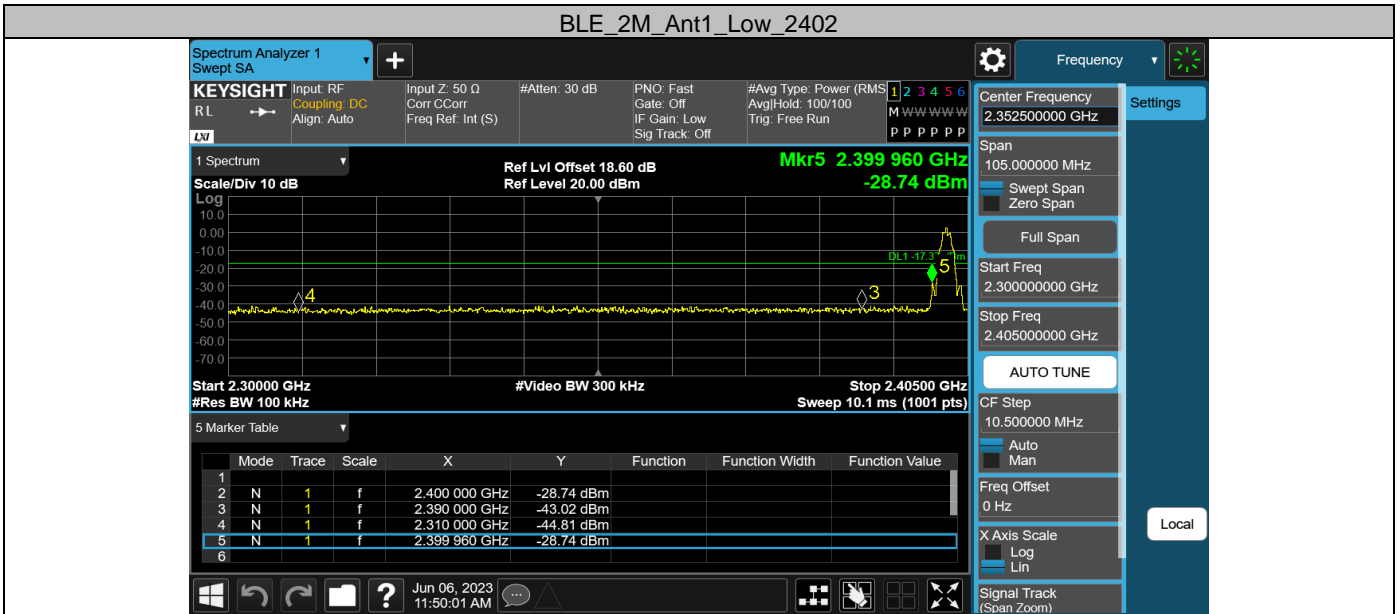 BLE_2M_Ant1_Low_2402
Spectrum Analyzer 1
Swept SA
Frequency
KEYSIGHT
RL
LXI
Input: RF
Coupling: DC
Align: Auto
Input Z: 50 Ω
Corr CCorr
Freq Ref: Int (S)
#Atten: 30 dB
PNO: Fast
Gate: Off
IF Gain: Low
Sig Track: Off
#Avg Type: Power (RMS
Avg|Hold: 100/100
Trig: Free Run
1 2 3 4 5 6
M W W W W W
P P P P P P
1 Spectrum
Scale/Div 10 dB
Ref Lvl Offset 18.60 dB
Ref Level 20.00 dBm
Mkr5 2.399 960 GHz
-28.74 dBm
Log
10.0
0.00
-10.0
-20.0
-30.0
-40.0
-50.0
-60.0
-70.0
4
3
5
Start 2.30000 GHz
#Res BW 100 kHz
#Video BW 300 kHz
Stop 2.40500 GHz
Sweep 10.1 ms (1001 pts)
5 Marker Table
Mode Trace Scale X Y Function Function Width Function Value
1
2 N 1 f 2.400 000 GHz -28.74 dBm
3 N 1 f 2.390 000 GHz -43.02 dBm
4 N 1 f 2.310 000 GHz -44.81 dBm
5 N 1 f 2.399 960 GHz -28.74 dBm
6
?
Jun 06, 2023
11:50:01 AM
Center Frequency
2.352500000 GHz
Settings
Span
105.000000 MHz
Swept Span
Zero Span
Full Span
Start Freq
2.300000000 GHz
Stop Freq
2.405000000 GHz
AUTO TUNE
CF Step
10.500000 MHz
Auto
Man
Freq Offset
0 Hz
Local
X Axis Scale
Log
Lin
Signal Track
(Span Zoom)